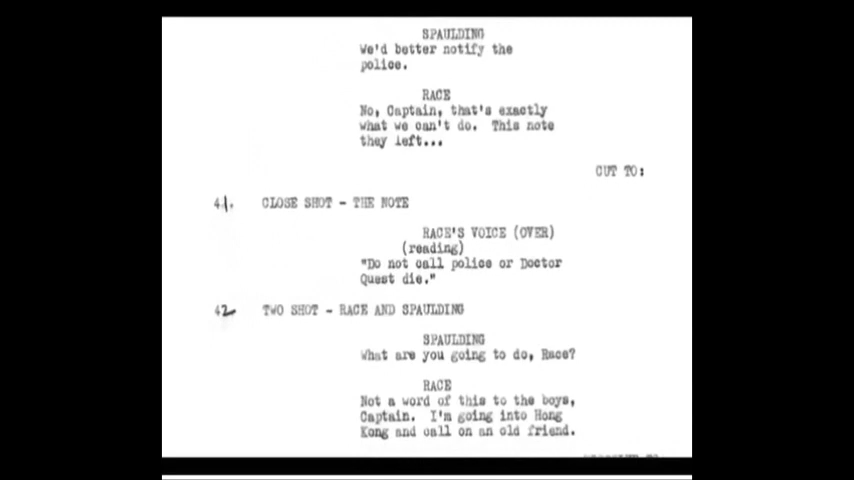 SPAULDING
We'd better notify the
police.
RACE
No, Captain, that's exactly
what we can't do. This note
they left...
CUT TO:
41. CLOSE SHOT - THE NOTE
RACE'S VOICE (OVER)
(reading)
"Do not call police or Doctor
Quest die."
42 TWO SHOT - RACE AND SPAULDING
SPAULDING
What are you going to do, Race?
RACE
Not a word of this to the boys,
Captain. I'm going into Hong
Kong and call on an old friend.